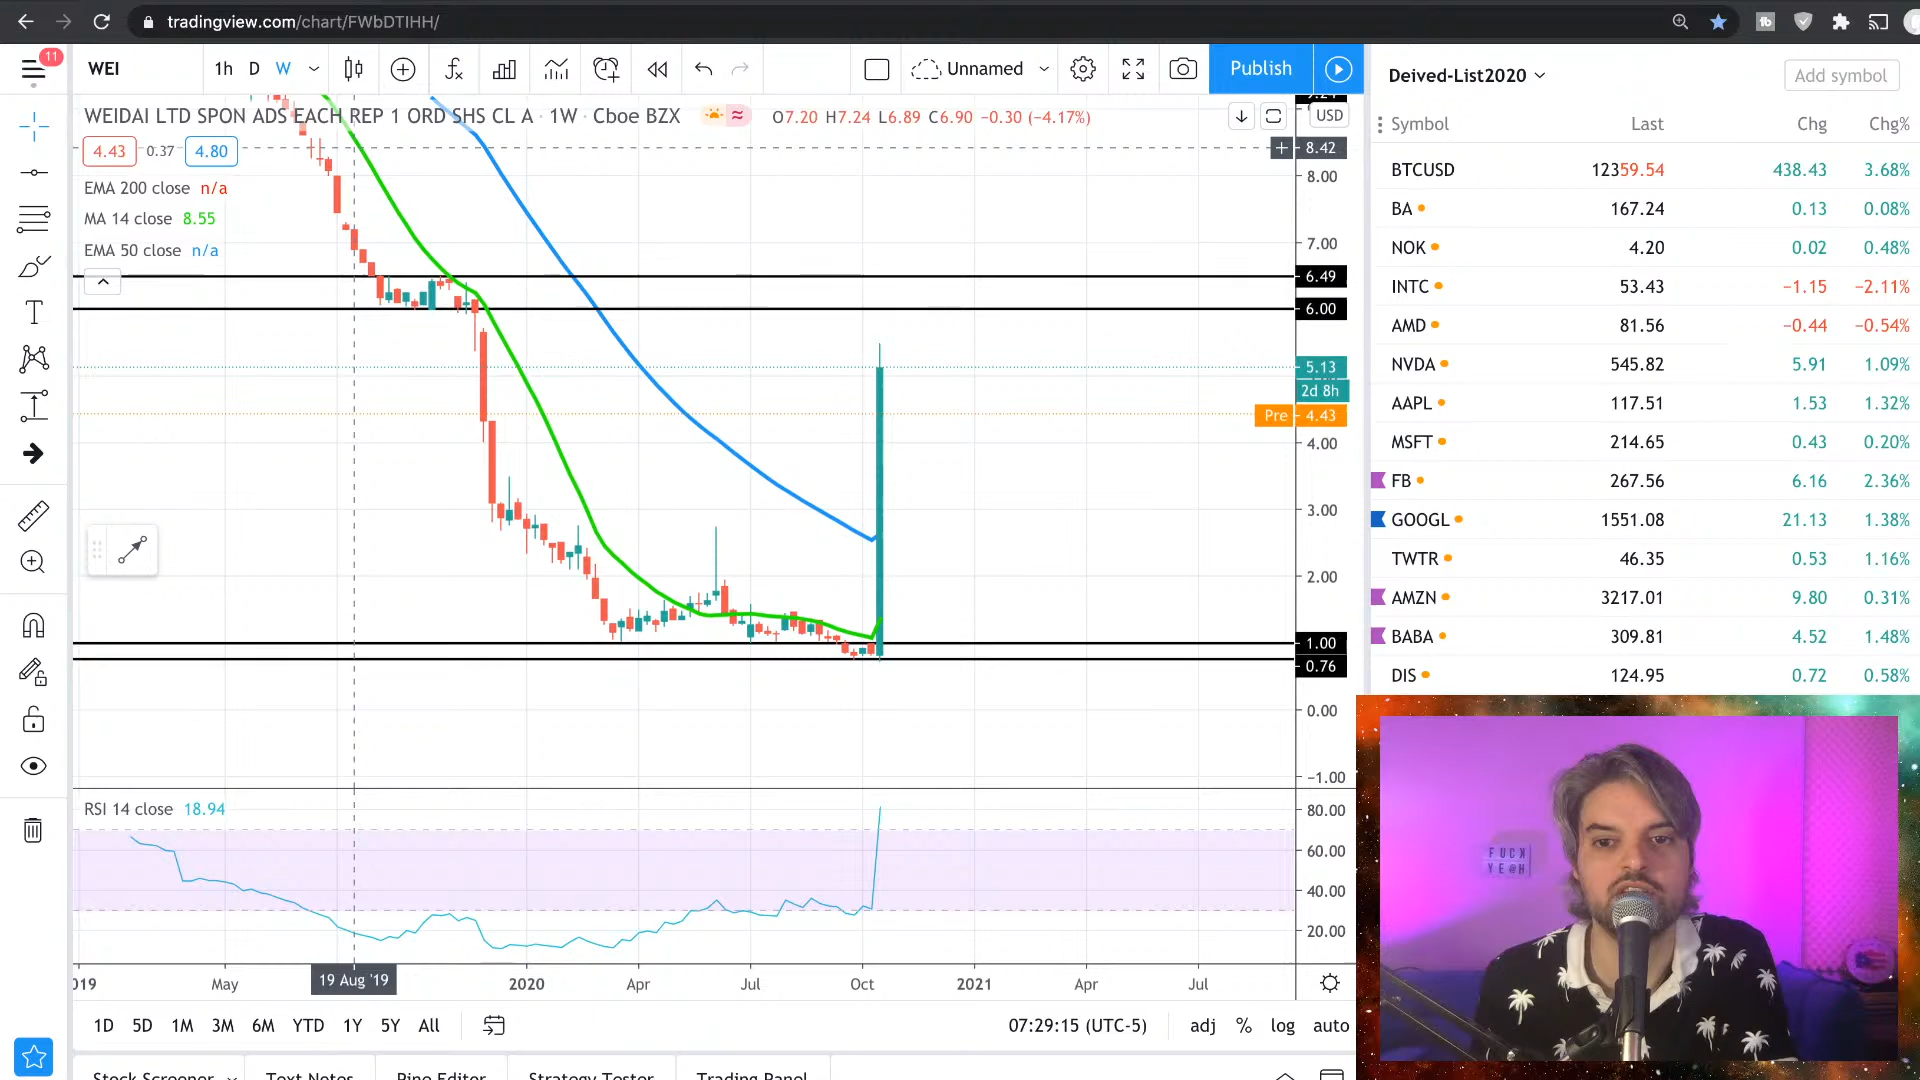 tradingview.com/chart/FWbDTIHH/
11
WEI
1h D W
Unnamed
Publish
WEIDAI LTD SPON ADS EACH REP 1 ORD SHS CL A · 1W · Cboe BZX
O7.20 H7.24 L6.89 C6.90 −0.30 (−4.17%)
USD
4.43 0.37 4.80
EMA 200 close n/a
MA 14 close 8.55
EMA 50 close n/a
8.42
8.00
7.00
6.49
6.00
5.13
2d 8h
Pre 4.43
4.00
3.00
2.00
1.00
0.76
0.00
−1.00
RSI 14 close 18.94
80.00
60.00
40.00
20.00
May
19 Aug '19
2020
Apr
Jul
Oct
2021
Apr
Jul
1D 5D 1M 3M 6M YTD 1Y 5Y All
07:29:15 (UTC-5)
adj % log auto
Stock Screener
Text Notes
Pine Editor
Strategy Tester
Trading Panel
Deived-List2020
Add symbol
Symbol Last Chg Chg%
BTCUSD 12359.54 438.43 3.68%
BA 167.24 0.13 0.08%
NOK 4.20 0.02 0.48%
INTC 53.43 −1.15 −2.11%
AMD 81.56 −0.44 −0.54%
NVDA 545.82 5.91 1.09%
AAPL 117.51 1.53 1.32%
MSFT 214.65 0.43 0.20%
FB 267.56 6.16 2.36%
GOOGL 1551.08 21.13 1.38%
TWTR 46.35 0.53 1.16%
AMZN 3217.01 9.80 0.31%
BABA 309.81 4.52 1.48%
DIS 124.95 0.72 0.58%
FUCK
YE@H